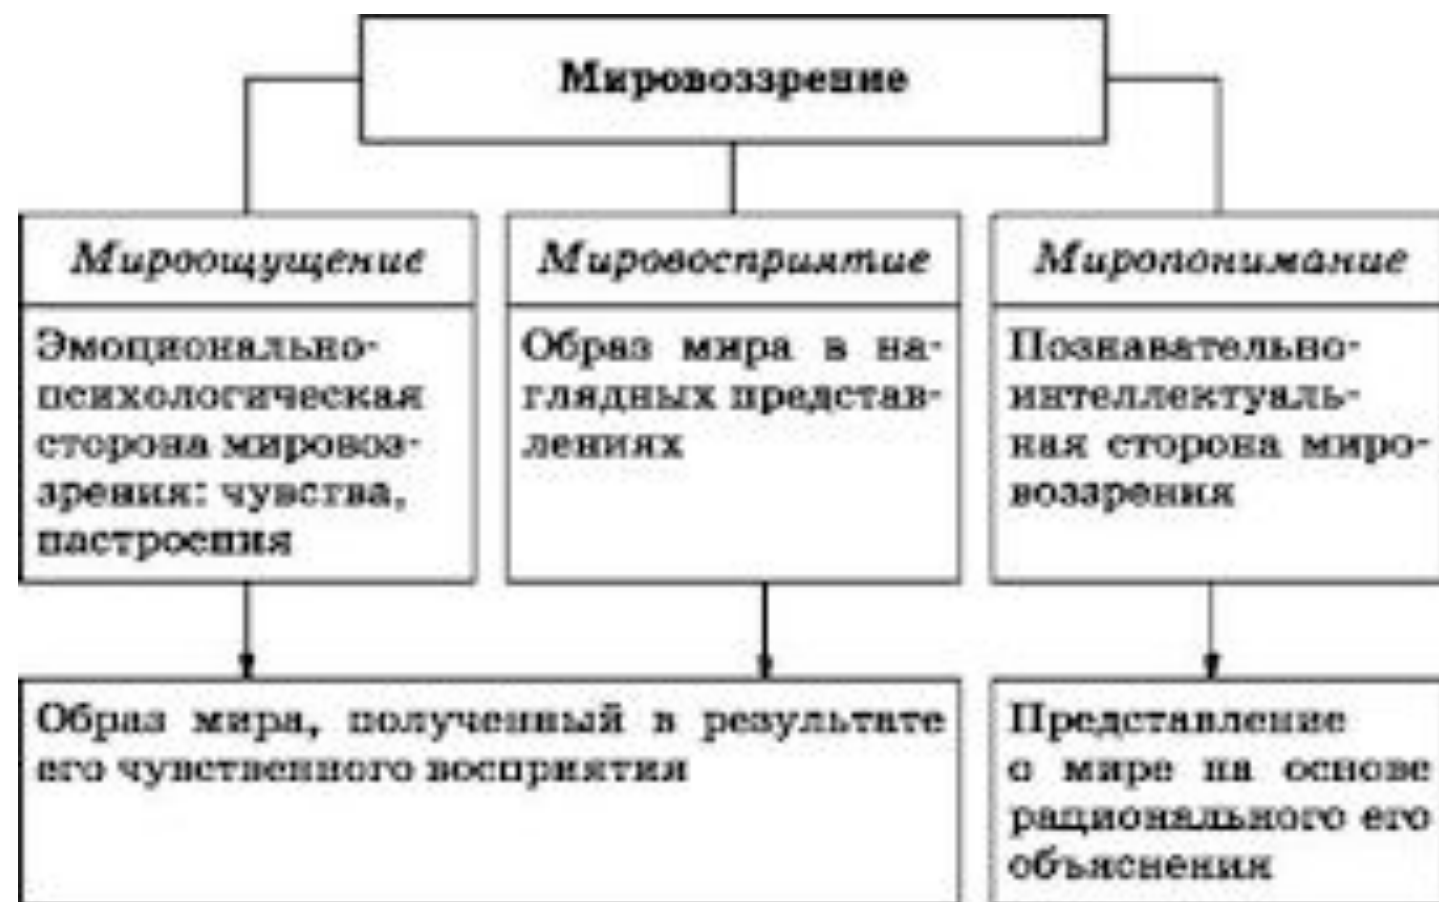 Мировоззрение
Мироощущение
Эмоционально-
психологическая
сторона мировоз-
зрения: чувства,
настроения
Мировосприятие
Образ мира в на-
глядных представ-
лениях
Миропонимание
Познавательно-
интеллектуаль-
ная сторона миро-
воззрения
Образ мира, полученный в результате
его чувственного восприятия
Представление
о мире на основе
рационального его
объяснения